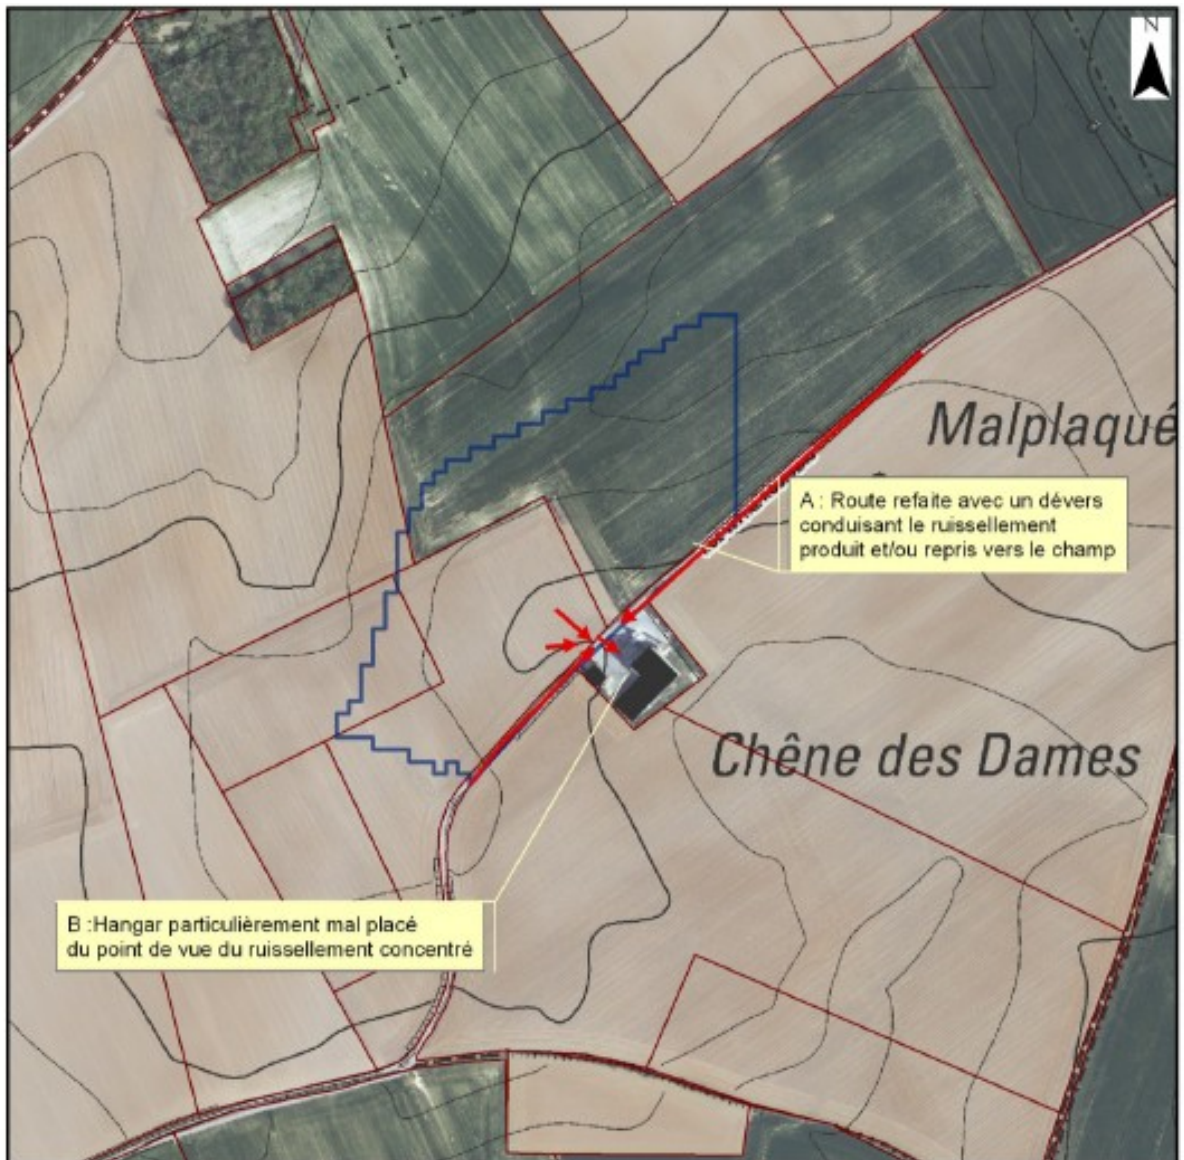 N
Malplaqué
A : Route refaite avec un dévers
conduisant le ruissellement
produit et/ou repris vers le champ
Chêne des Dames
B :Hangar particulièrement mal placé
du point de vue du ruissellement concentré